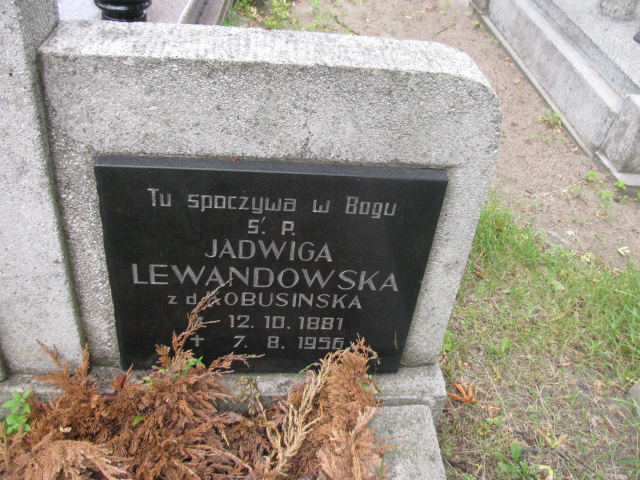 Tu spoczywa w Bogu
Ś. P.
JADWIGA
LEWANDOWSKA
z d. KOBUSINSKA
* 12. 10. 1881
+ 7. 8. 1956